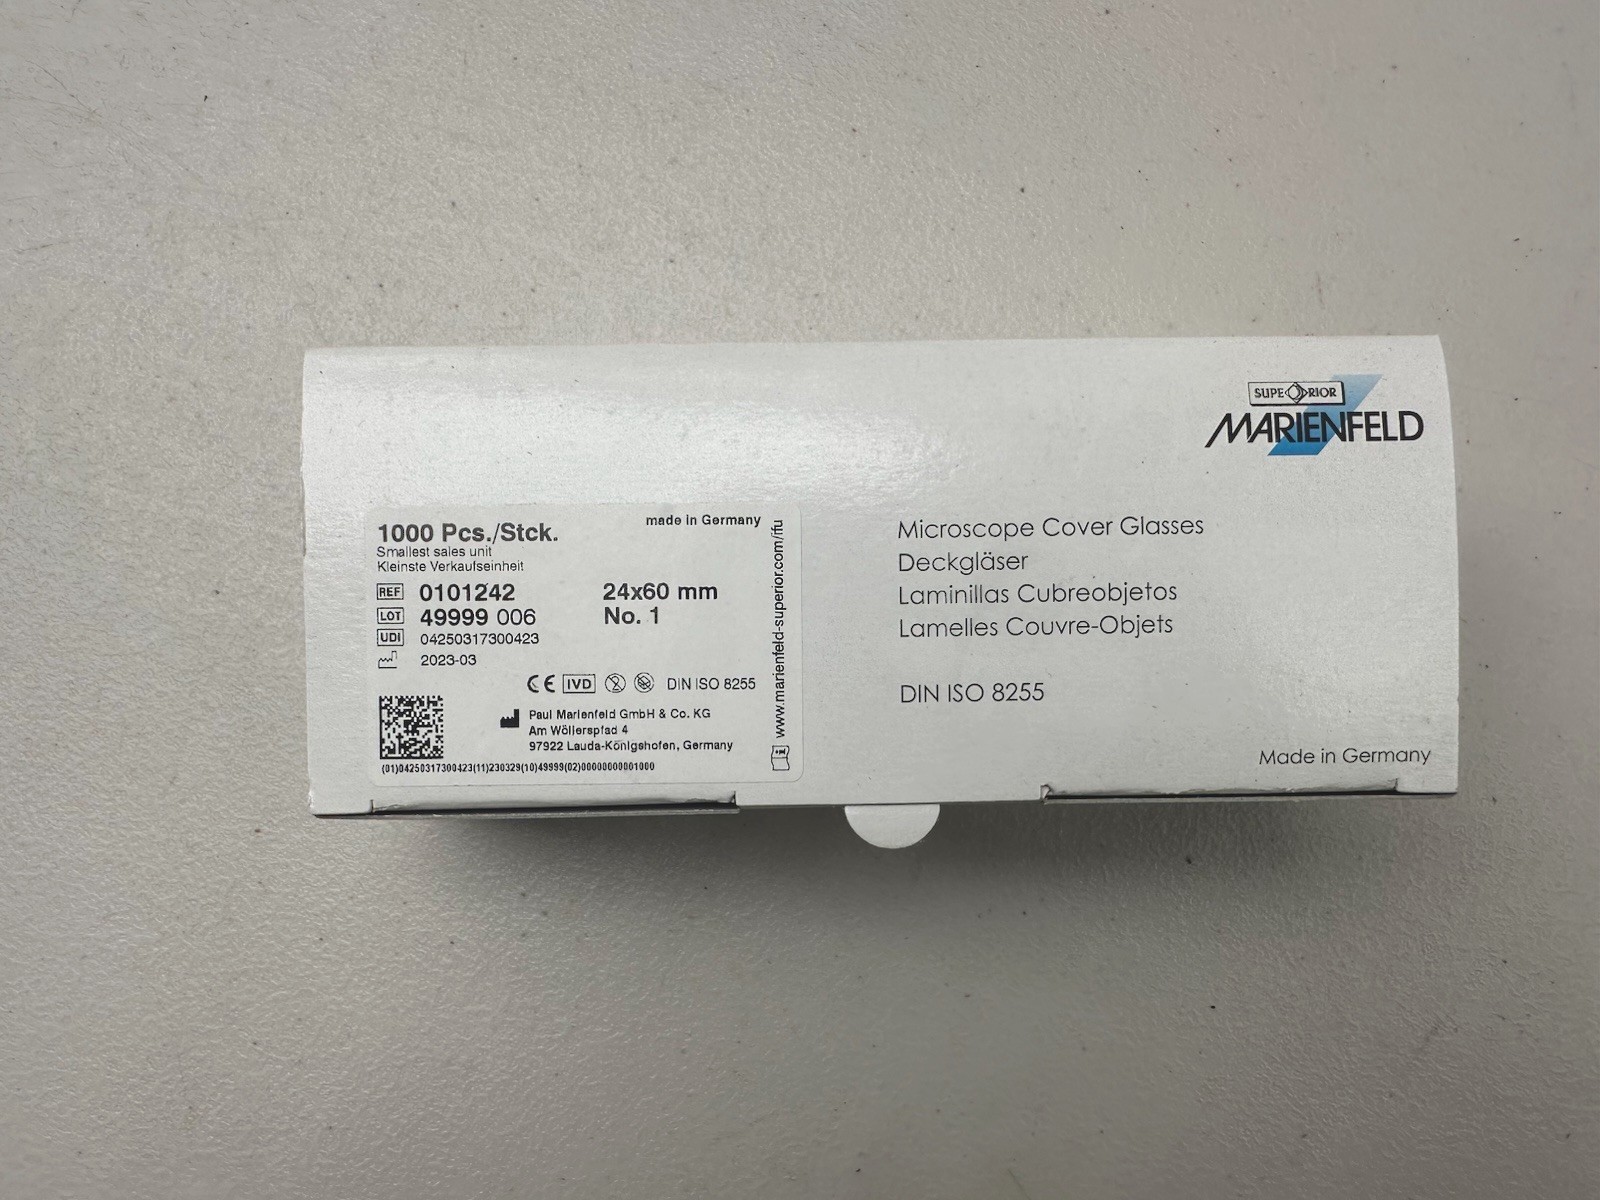 SUPERIOR
MARIENFELD
1000 Pcs./Stck.
made in Germany
Smallest sales unit
Kleinste Verkaufseinheit
REF 0101242 24x60 mm
LOT 49999 006 No. 1
UDI 04250317300423
2023-03
CE IVD DIN ISO 8255
Paul Marienfeld GmbH & Co. KG
Am Wöllerspfad 4
97922 Lauda-Königshofen, Germany
(01)04250317300423(11)230329(10)49999(02)00000000001000
www.marienfeld-superior.com/ifu
Microscope Cover Glasses
Deckgläser
Laminillas Cubreobjetos
Lamelles Couvre-Objets
DIN ISO 8255
Made in Germany